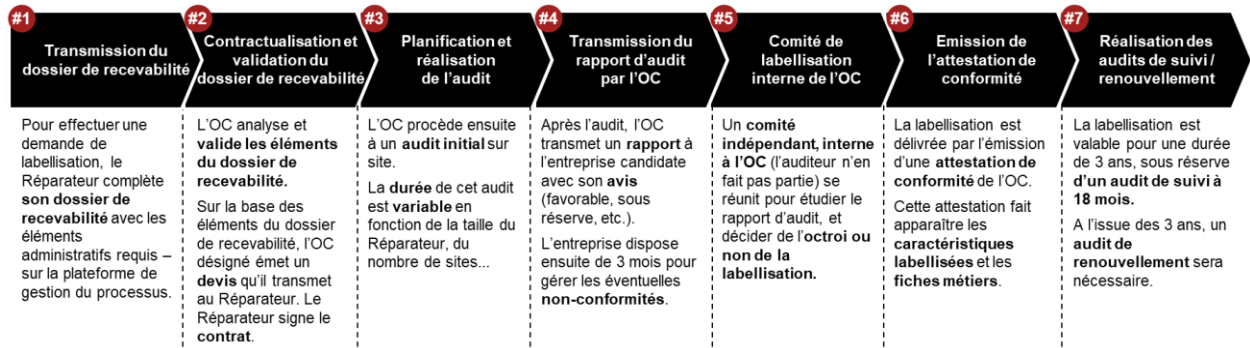 #1
Transmission du
dossier de recevabilité
#2
Contractualisation et
validation du
dossier de recevabilité
#3
Planification et
réalisation
de l'audit
#4
Transmission du
rapport d'audit
par l'OC
#5
Comité de
labellisation
interne de l'OC
#6
Emission de
l'attestation de
conformité
#7
Réalisation des
audits de suivi /
renouvellement
Pour effectuer une
demande de
labellisation, le
Réparateur complète
son dossier de
recevabilité avec les
éléments
administratifs requis –
sur la plateforme de
gestion du processus.
L'OC analyse et
valide les éléments
du dossier de
recevabilité.
Sur la base des
éléments du dossier
de recevabilité, l'OC
désigné émet un
devis qu'il transmet
au Réparateur. Le
Réparateur signe le
contrat.
L'OC procède ensuite
à un audit initial sur
site.
La durée de cet audit
est variable en
fonction de la taille du
Réparateur, du
nombre de sites...
Après l'audit, l'OC
transmet un rapport à
l'entreprise candidate
avec son avis
(favorable, sous
réserve, etc.).
L'entreprise dispose
ensuite de 3 mois pour
gérer les éventuelles
non-conformités.
Un comité
indépendant, interne
à l'OC (l'auditeur n'en
fait pas partie) se
réunit pour étudier le
rapport d'audit, et
décider de l'octroi ou
non de la
labellisation.
La labellisation est
délivrée par l'émission
d'une attestation de
conformité de l'OC.
Cette attestation fait
apparaître les
caractéristiques
labellisées et les
fiches métiers.
La labellisation est
valable pour une durée
de 3 ans, sous réserve
d'un audit de suivi à
18 mois.
A l'issue des 3 ans, un
audit de
renouvellement sera
nécessaire.